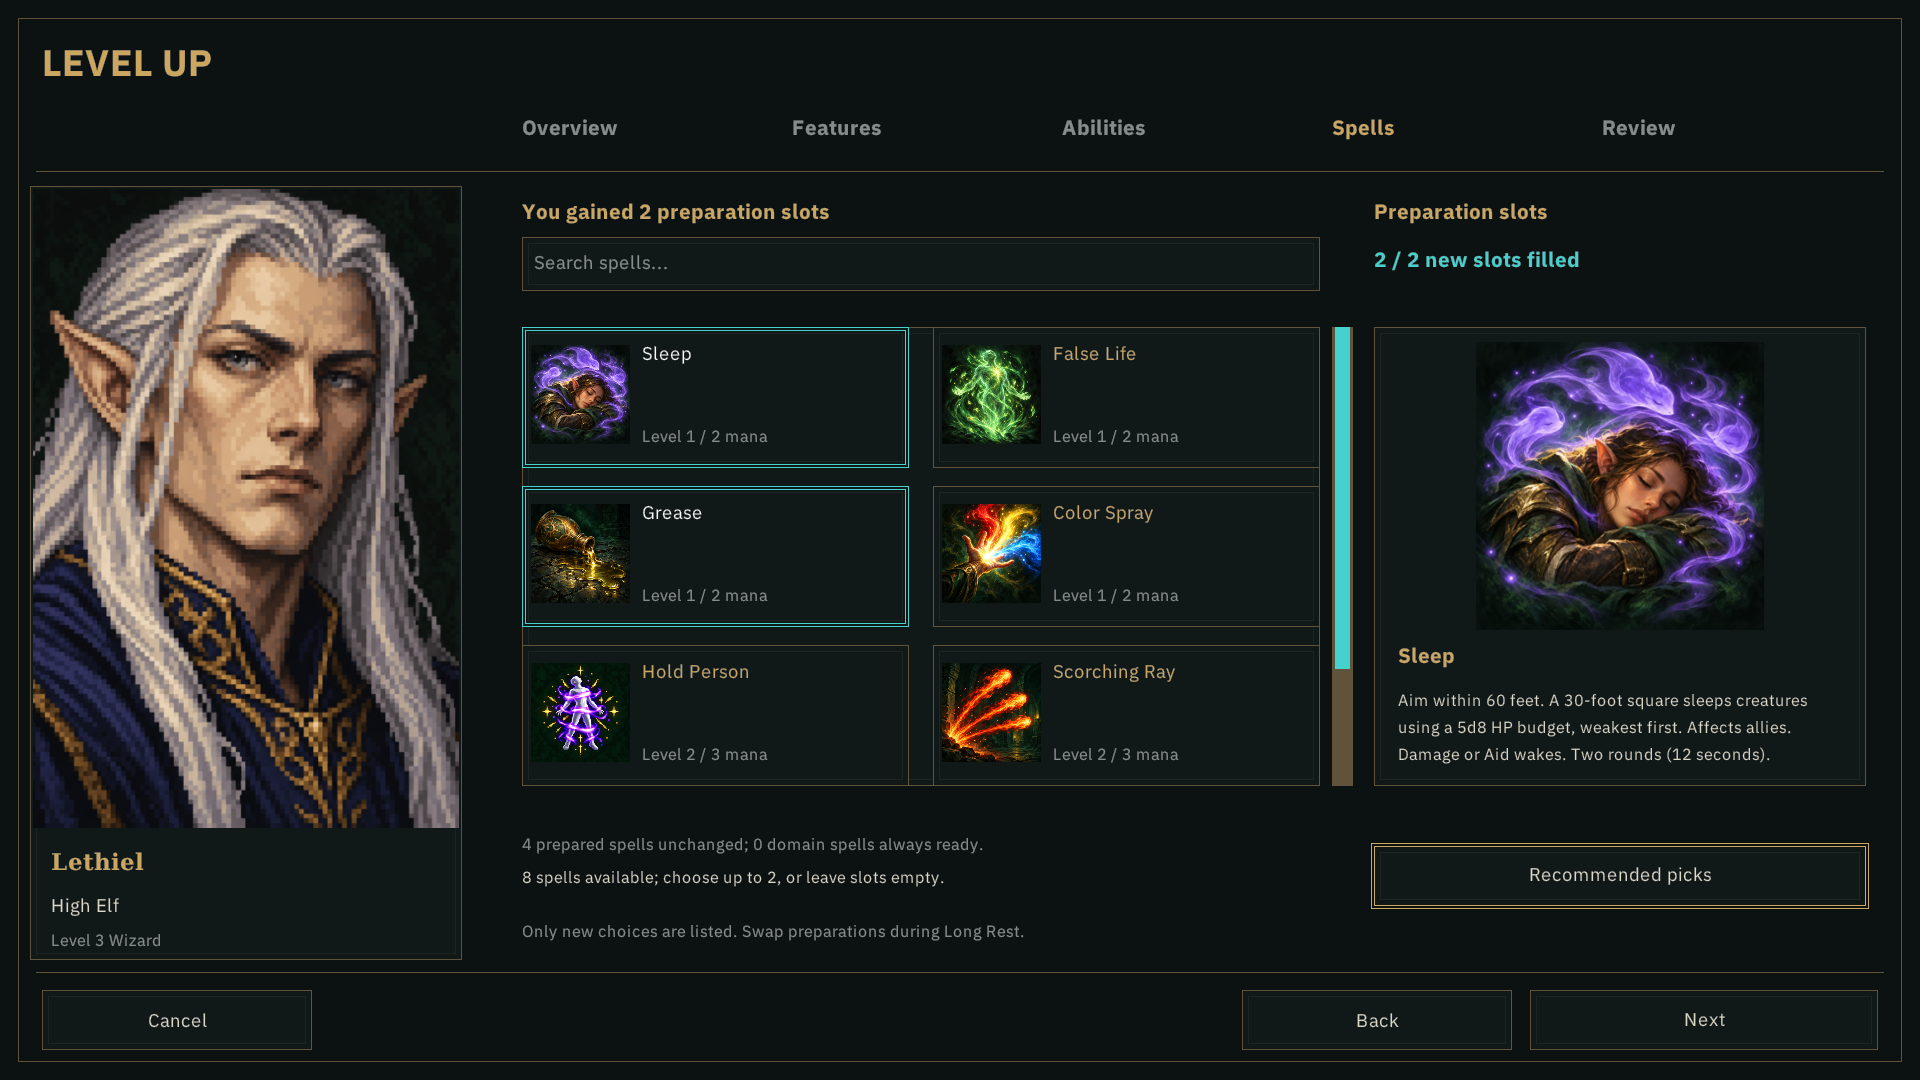 LEVEL UP
Overview
Features
Abilities
Spells
Review
Lethiel
High Elf
Level 3 Wizard
You gained 2 preparation slots
Search spells...
Sleep
Level 1 / 2 mana
False Life
Level 1 / 2 mana
Grease
Level 1 / 2 mana
Color Spray
Level 1 / 2 mana
Hold Person
Level 2 / 3 mana
Scorching Ray
Level 2 / 3 mana
4 prepared spells unchanged; 0 domain spells always ready.
8 spells available; choose up to 2, or leave slots empty.
Only new choices are listed. Swap preparations during Long Rest.
Preparation slots
2 / 2 new slots filled
Sleep
Aim within 60 feet. A 30-foot square sleeps creatures
using a 5d8 HP budget, weakest first. Affects allies.
Damage or Aid wakes. Two rounds (12 seconds).
Recommended picks
Cancel
Back
Next